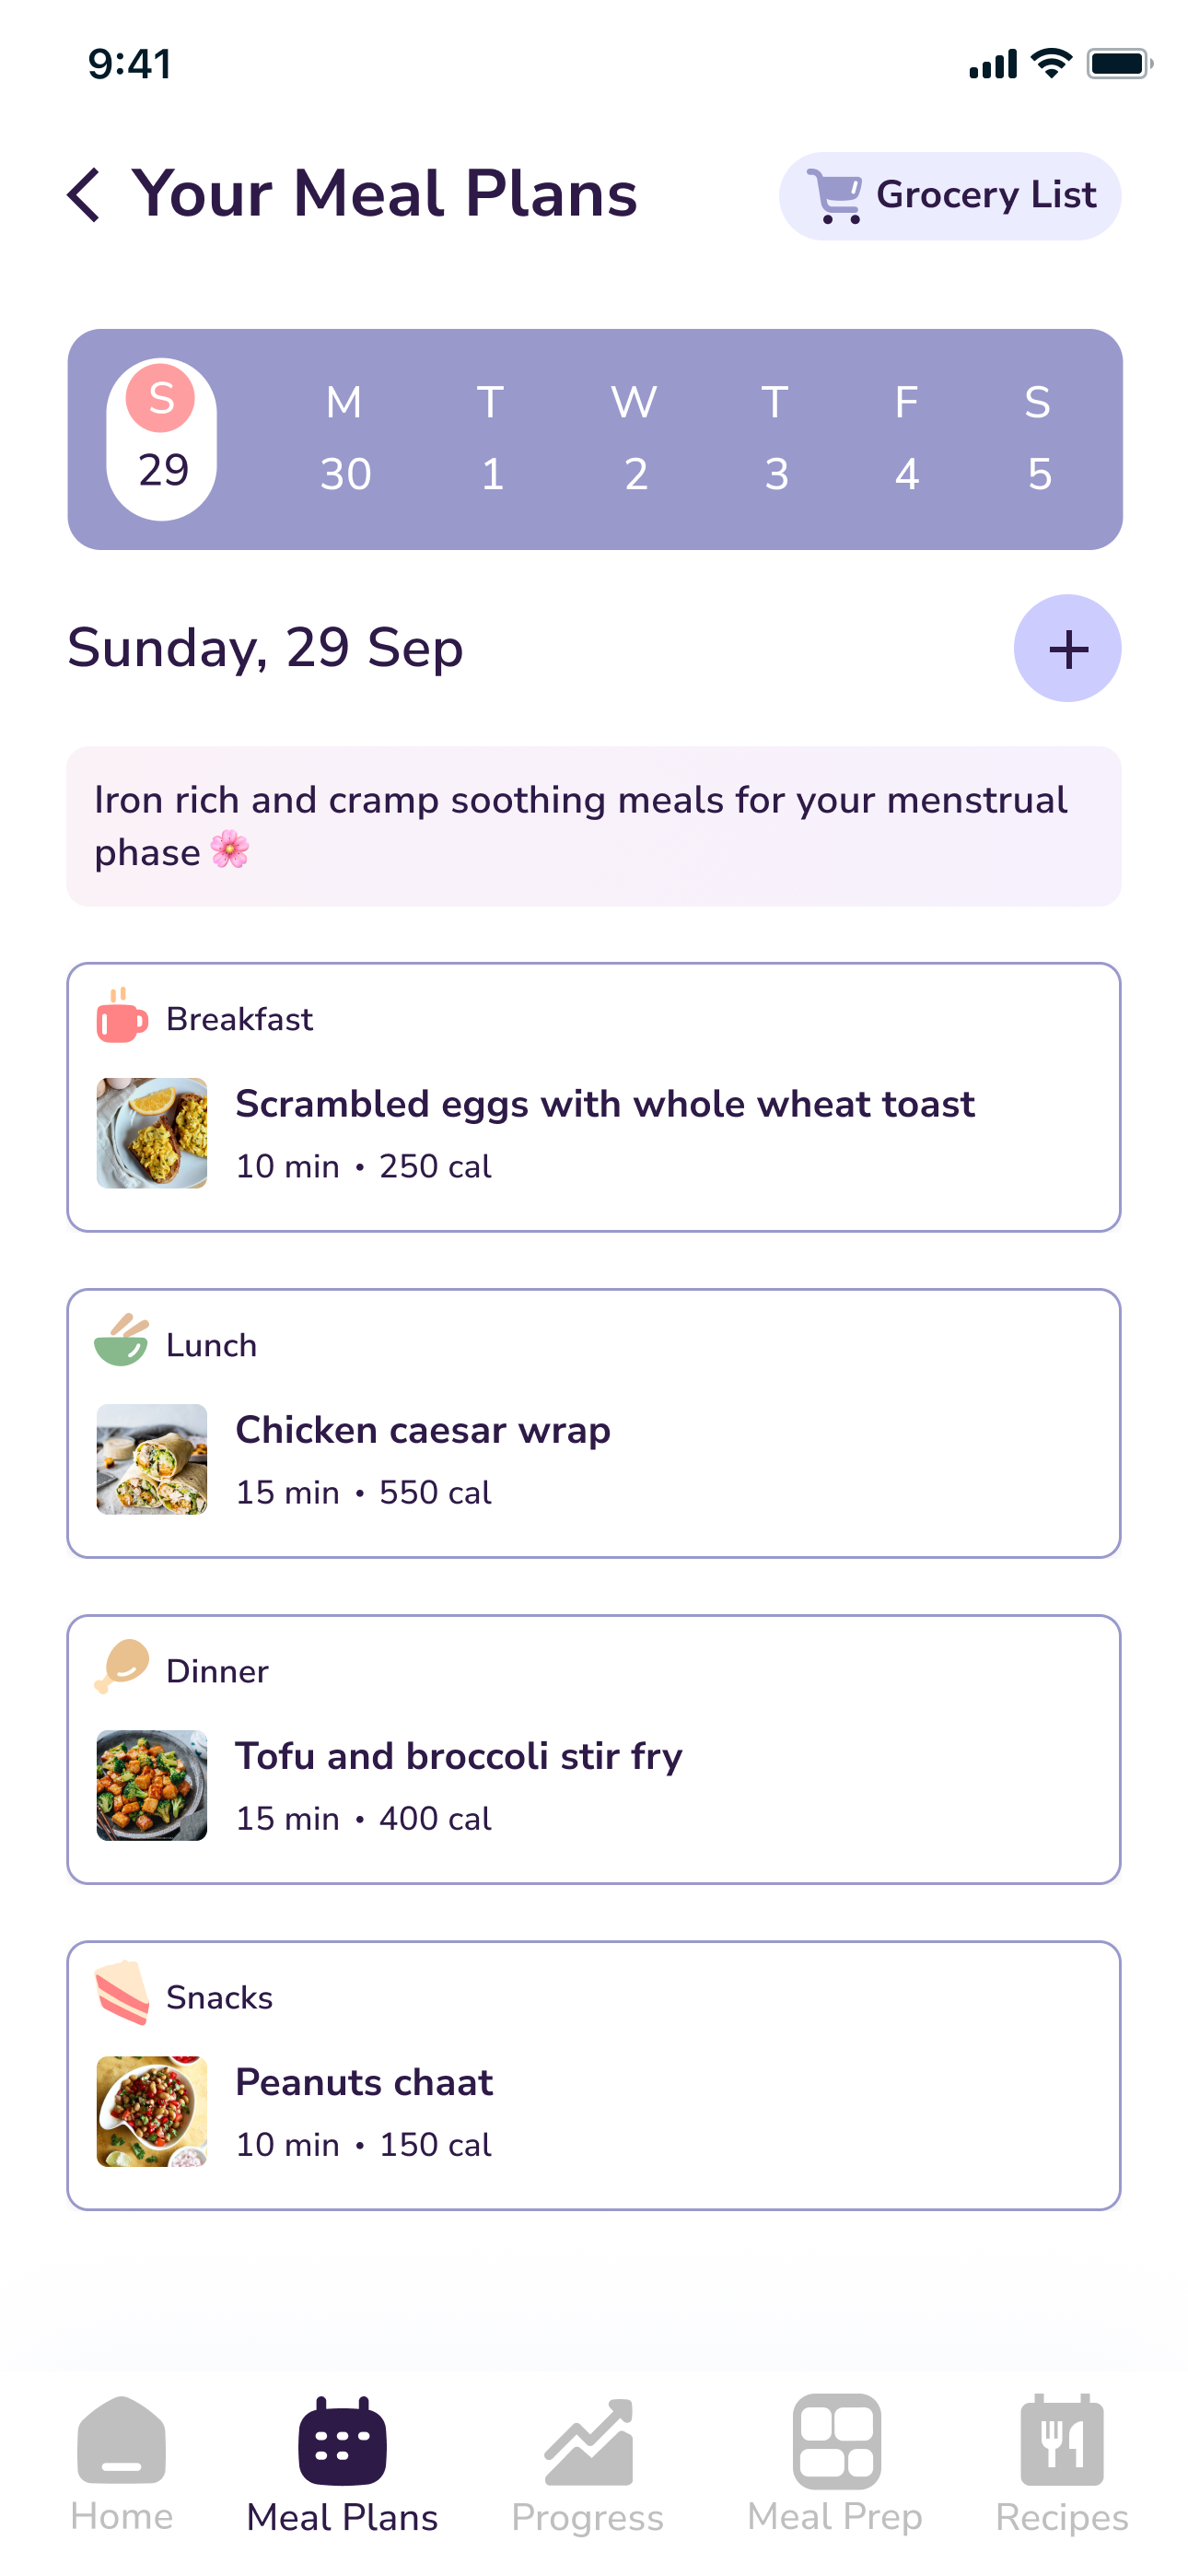 9:41
Your Meal Plans
Grocery List
S M T W T F S
29 30 1 2 3 4 5
Sunday, 29 Sep
+
Iron rich and cramp soothing meals for your menstrual
phase 🌸
Breakfast
Scrambled eggs with whole wheat toast
10 min • 250 cal
Lunch
Chicken caesar wrap
15 min • 550 cal
Dinner
Tofu and broccoli stir fry
15 min • 400 cal
Snacks
Peanuts chaat
10 min • 150 cal
Home Meal Plans Progress Meal Prep Recipes